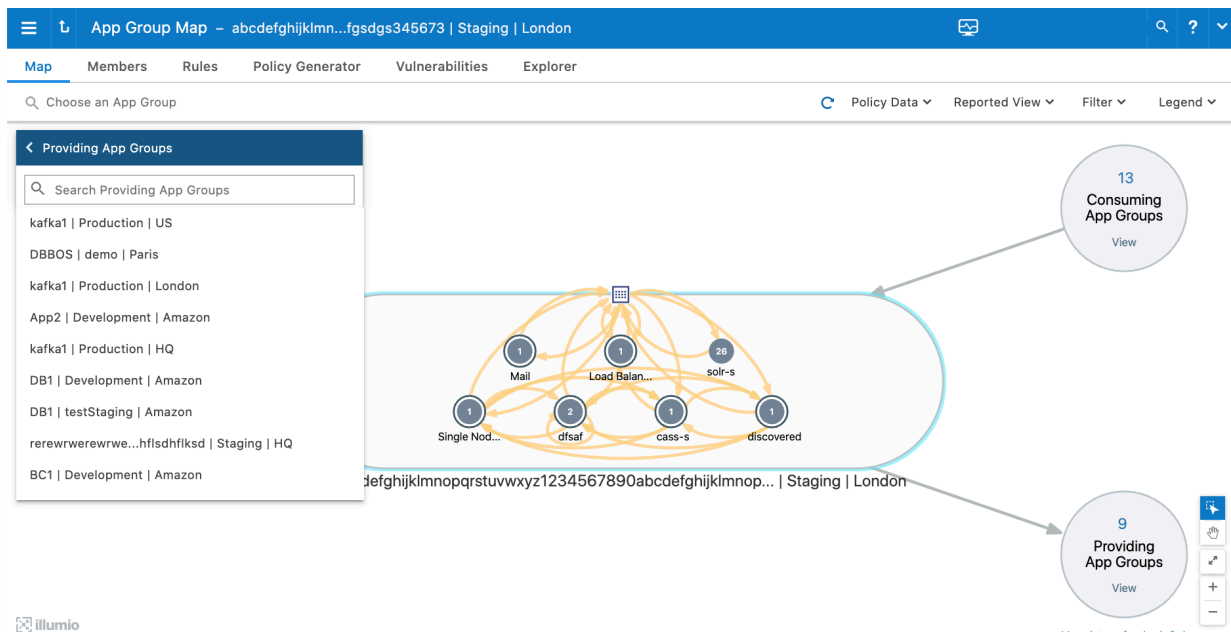 App Group Map – abcdefghijklmn...fgsdgs345673 | Staging | London
?
Map Members Rules Policy Generator Vulnerabilities Explorer
Choose an App Group
Policy Data Reported View Filter Legend
Providing App Groups
Search Providing App Groups
kafka1 | Production | US
DBBOS | demo | Paris
kafka1 | Production | London
App2 | Development | Amazon
kafka1 | Production | HQ
DB1 | Development | Amazon
DB1 | testStaging | Amazon
rerewrwerewrwe...hflsdhflksd | Staging | HQ
BC1 | Development | Amazon
13
Consuming
App Groups
View
1
Mail
1
Load Balan...
26
solr-s
1
Single Nod...
2
dfsaf
1
cass-s
1
discovered
defghijklmnopqrstuvwxyz1234567890abcdefghijklmnop... | Staging | London
9
Providing
App Groups
View
illumio